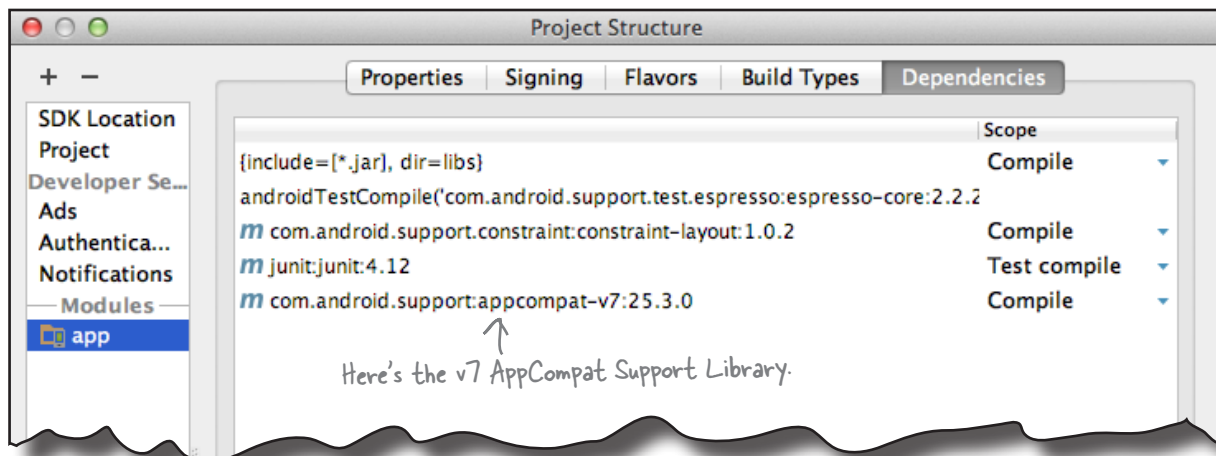 Project Structure
+ −
Properties Signing Flavors Build Types Dependencies
SDK Location
Project
Developer Se...
Ads
Authentica...
Notifications
Modules
app
Scope
{include=[*.jar], dir=libs} Compile
androidTestCompile('com.android.support.test.espresso:espresso-core:2.2.2
m com.android.support.constraint:constraint-layout:1.0.2 Compile
m junit:junit:4.12 Test compile
m com.android.support:appcompat-v7:25.3.0 Compile
Here's the v7 AppCompat Support Library.